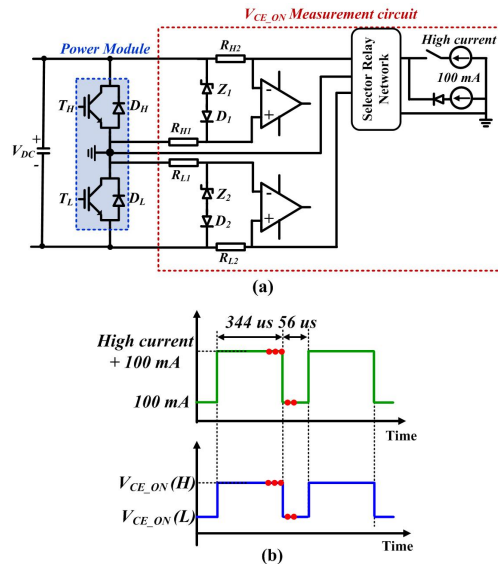 V_CE_ON Measurement circuit
Power Module
R_H2
High current
100 mA
Selector Relay
Network
Z_1
D_1
T_H
D_H
R_H1
V_DC
+
-
R_L1
T_L
D_L
Z_2
D_2
R_L2
-
+
-
+
(a)
344 us 56 us
High current
+ 100 mA
100 mA
Time
V_CE_ON(H)
V_CE_ON(L)
Time
(b)